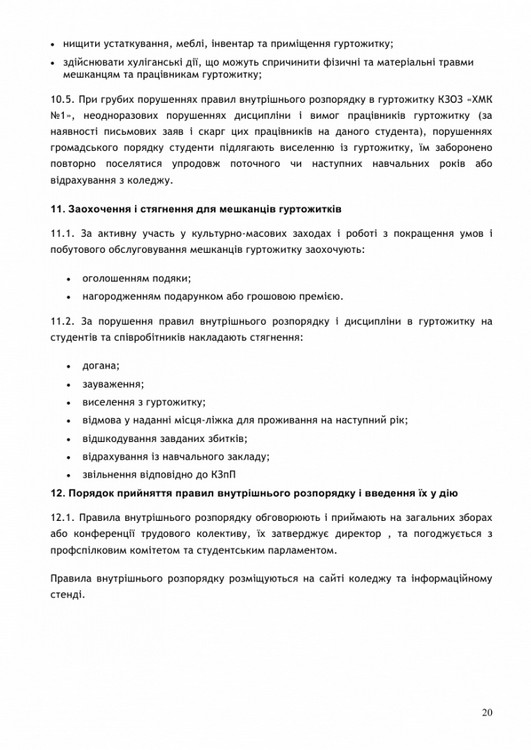 • нищити устаткування, меблі, інвентар та приміщення гуртожитку;
• здійснювати хуліганські дії, що можуть спричинити фізичні та матеріальні травми
мешканцям та працівникам гуртожитку;
10.5. При грубих порушеннях правил внутрішнього розпорядку в гуртожитку КЗОЗ «ХМК
№1», неодноразових порушеннях дисципліни і вимог працівників гуртожитку (за
наявності письмових заяв і скарг цих працівників на даного студента), порушеннях
громадського порядку студенти підлягають виселенню із гуртожитку, їм заборонено
повторно поселятися упродовж поточного чи наступних навчальних років або
відрахування з коледжу.
11. Заохочення і стягнення для мешканців гуртожитків
11.1. За активну участь у культурно-масових заходах і роботі з покращення умов і
побутового обслуговування мешканців гуртожитку заохочують:
• оголошенням подяки;
• нагородженням подарунком або грошовою премією.
11.2. За порушення правил внутрішнього розпорядку і дисципліни в гуртожитку на
студентів та співробітників накладають стягнення:
• догана;
• зауваження;
• виселення з гуртожитку;
• відмова у наданні місця-ліжка для проживання на наступний рік;
• відшкодування завданих збитків;
• відрахування із навчального закладу;
• звільнення відповідно до КЗпП
12. Порядок прийняття правил внутрішнього розпорядку і введення їх у дію
12.1. Правила внутрішнього розпорядку обговорюють і приймають на загальних зборах
або конференції трудового колективу, їх затверджує директор , та погоджується з
профспілковим комітетом та студентським парламентом.
Правила внутрішнього розпорядку розміщуються на сайті коледжу та інформаційному
стенді.
20